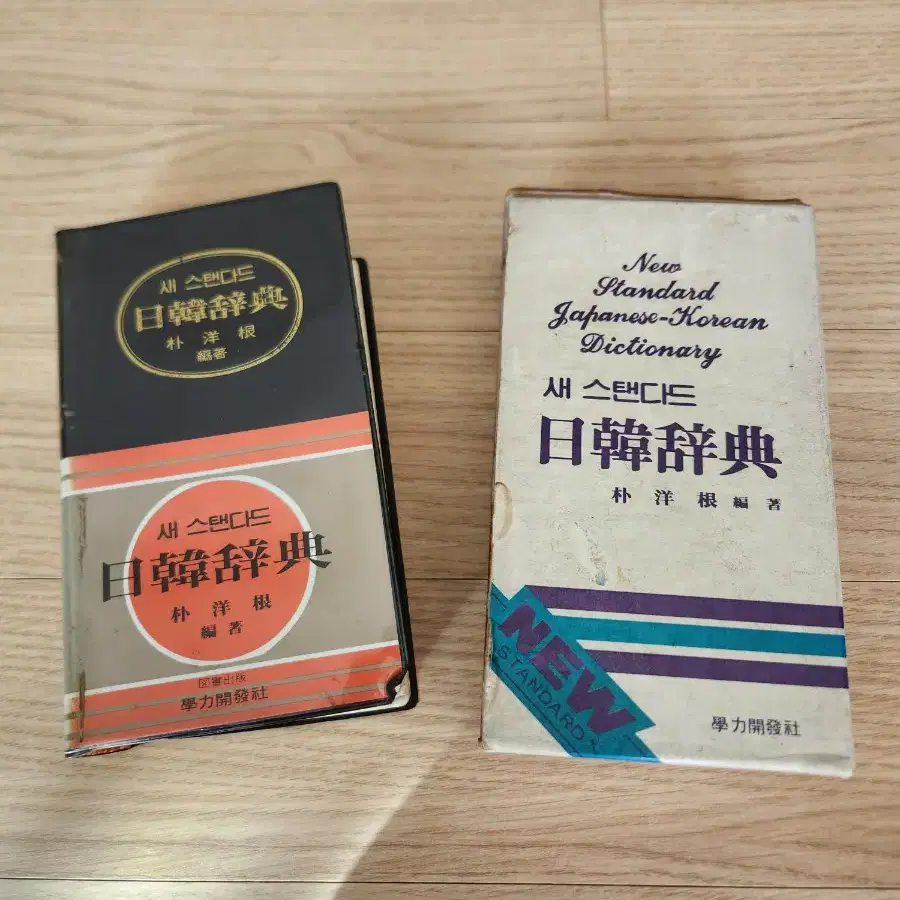 새 스탠다드
日韓辞典
朴洋根
編著
새 스탠다드
日韓辞典
朴洋根
編著
図書出版
學力開發社
New
Standard
Japanese-Korean
Dictionary
새 스탠다드
日韓辞典
朴洋根 編著
NEW
STANDARD
學力開發社